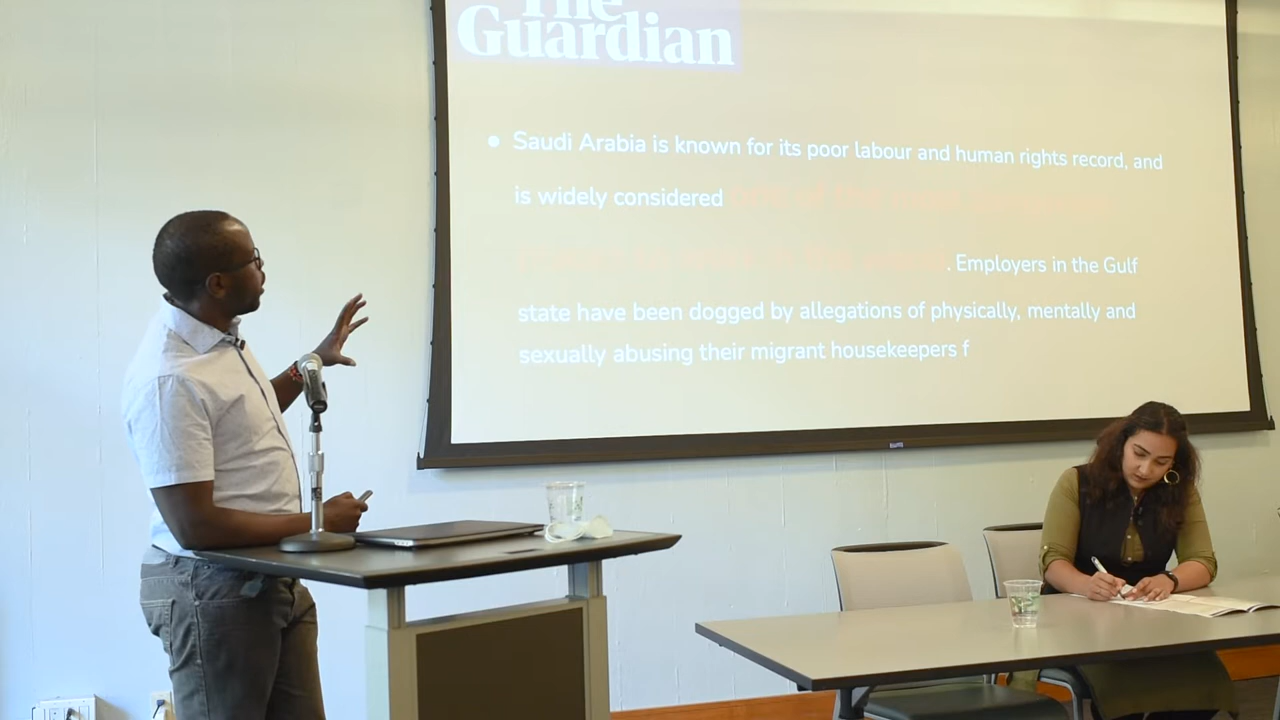 The
Guardian
Saudi Arabia is known for its poor labour and human rights record, and
is widely considered
. Employers in the Gulf
state have been dogged by allegations of physically, mentally and
sexually abusing their migrant housekeepers f